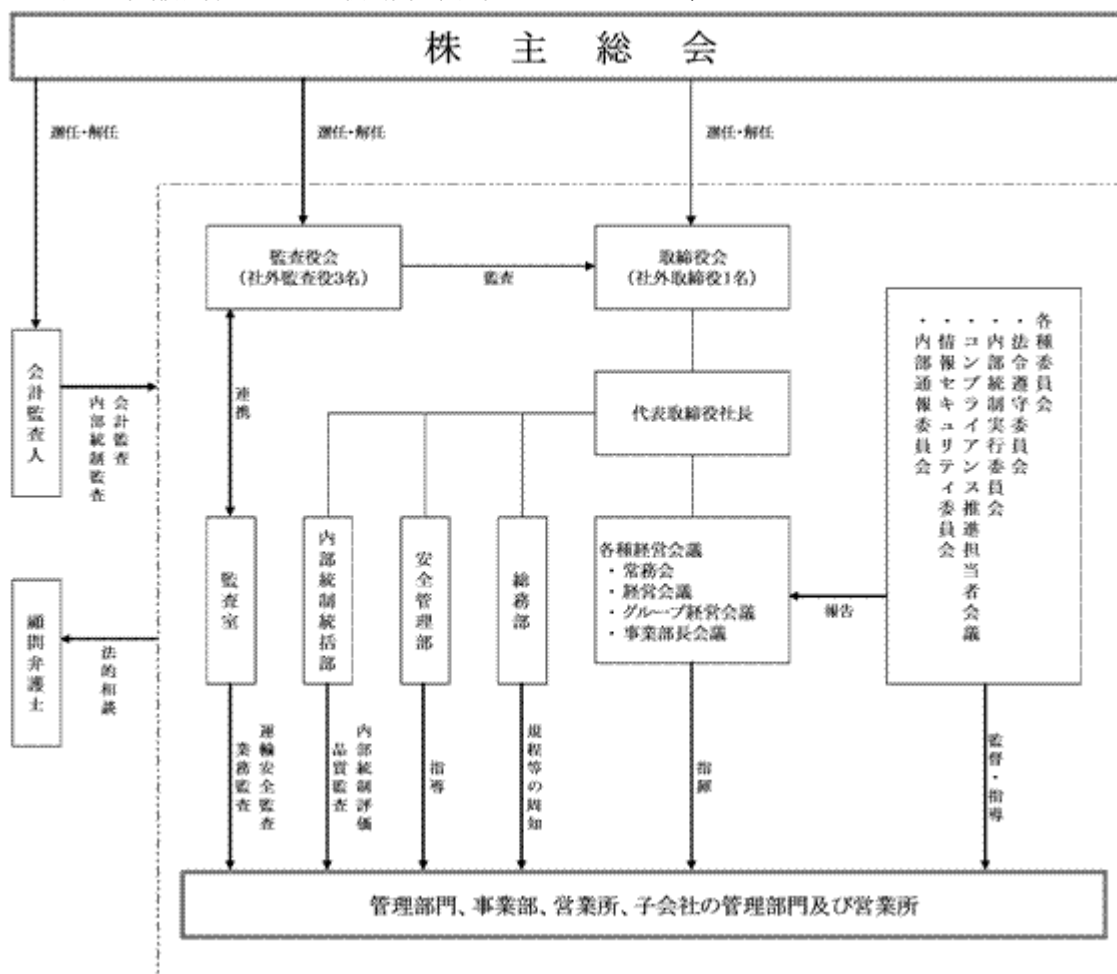 株主総会
選任・解任
選任・解任
選任・解任
監査役会
(社外監査役3名)
監査
取締役会
(社外取締役1名)
各種委員会
・法令遵守委員会
・内部統制実行委員会
・コンプライアンス推進担当者会議
・情報セキュリティ委員会
・内部通報委員会
会計監査人
会計監査
内部統制監査
連携
代表取締役社長
監査室
内部統制統括部
安全管理部
総務部
各種経営会議
・常務会
・経営会議
・グループ経営会議
・事業部長会議
報告
顧問弁護士
法的相談
運輸安全監査
業務監査
内部統制評価
品質監査
指導
規程等の周知
指揮
監督・指導
管理部門、事業部、営業所、子会社の管理部門及び営業所